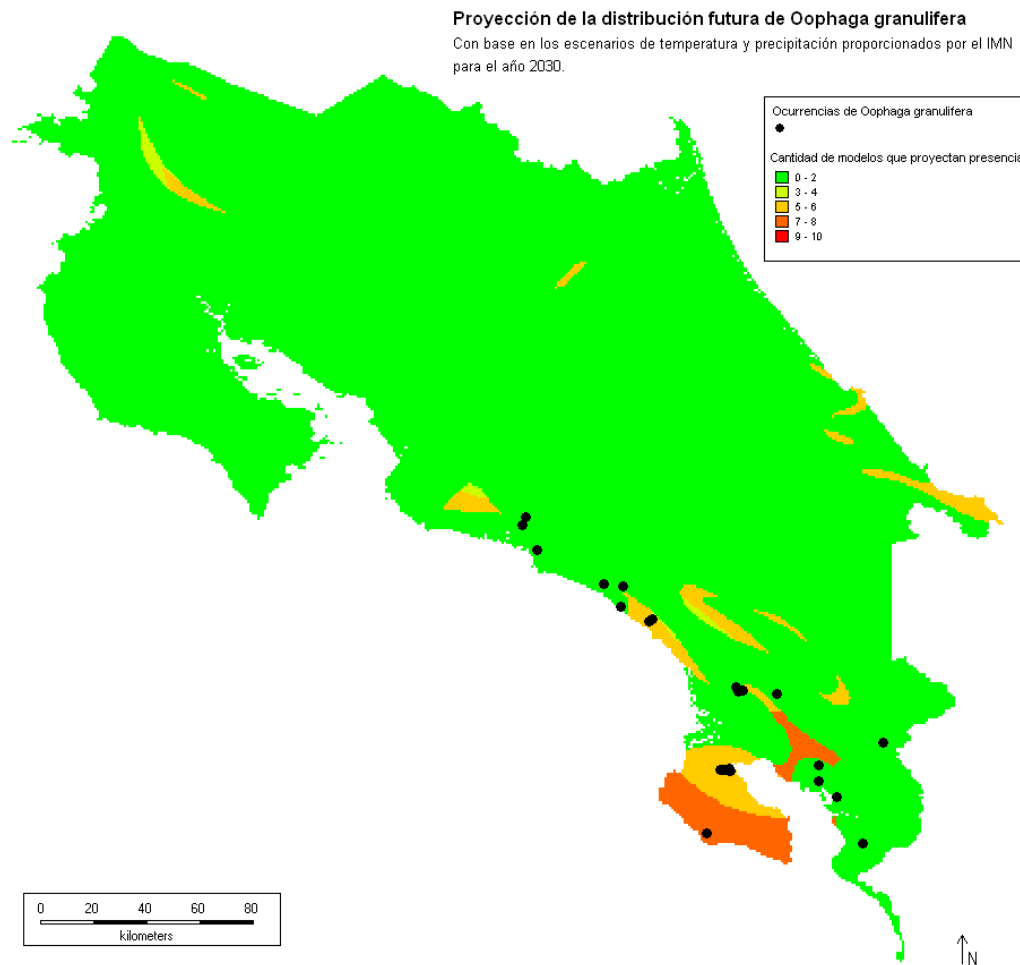 Proyección de la distribución futura de Oophaga granulifera
Con base en los escenarios de temperatura y precipitación proporcionados por el IMN
para el año 2030.
Ocurrencias de Oophaga granulifera
Cantidad de modelos que proyectan presencia
0 - 2
3 - 4
5 - 6
7 - 8
9 - 10
0 20 40 60 80
kilometers
N